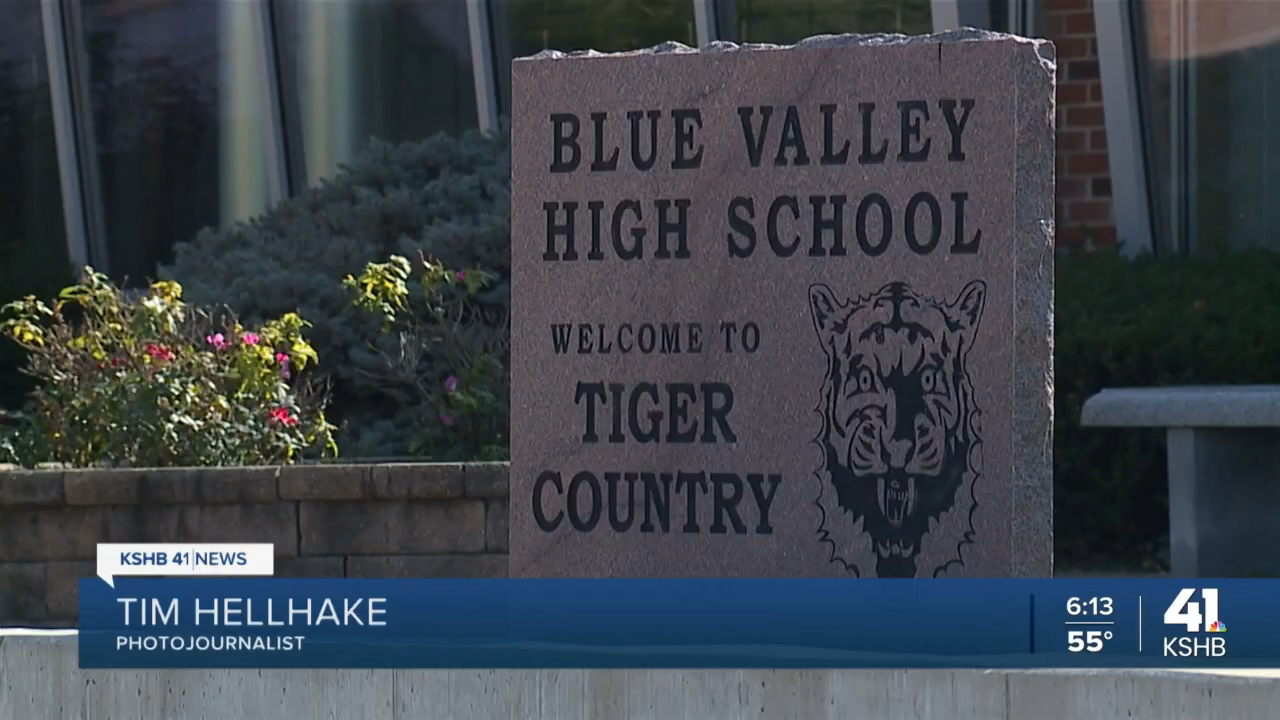 BLUE VALLEY
HIGH SCHOOL
WELCOME TO
TIGER
COUNTRY
KSHB 41 NEWS
TIM HELLHAKE
PHOTOJOURNALIST
6:13
55°
41
KSHB